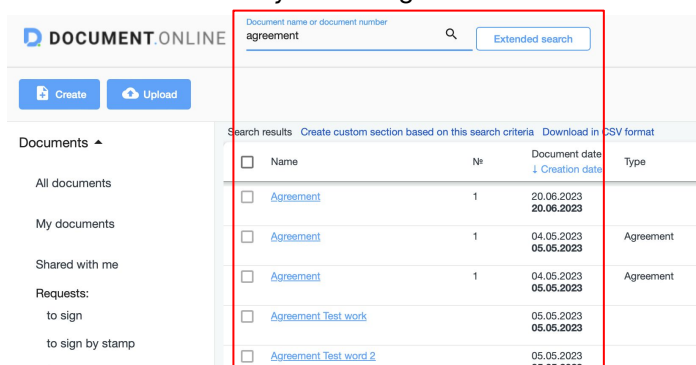 DOCUMENT.ONLINE
Document name or document number
agreement
Extended search
Create
Upload
Search results Create custom section based on this search criteria Download in CSV format
Documents
Name № Document date Type
↓ Creation date
All documents
Agreement 1 20.06.2023
20.06.2023
My documents
Agreement 1 04.05.2023 Agreement
05.05.2023
Shared with me
Agreement 1 04.05.2023 Agreement
05.05.2023
Requests:
to sign
Agreement Test work 05.05.2023
05.05.2023
to sign by stamp
Agreement Test word 2 05.05.2023